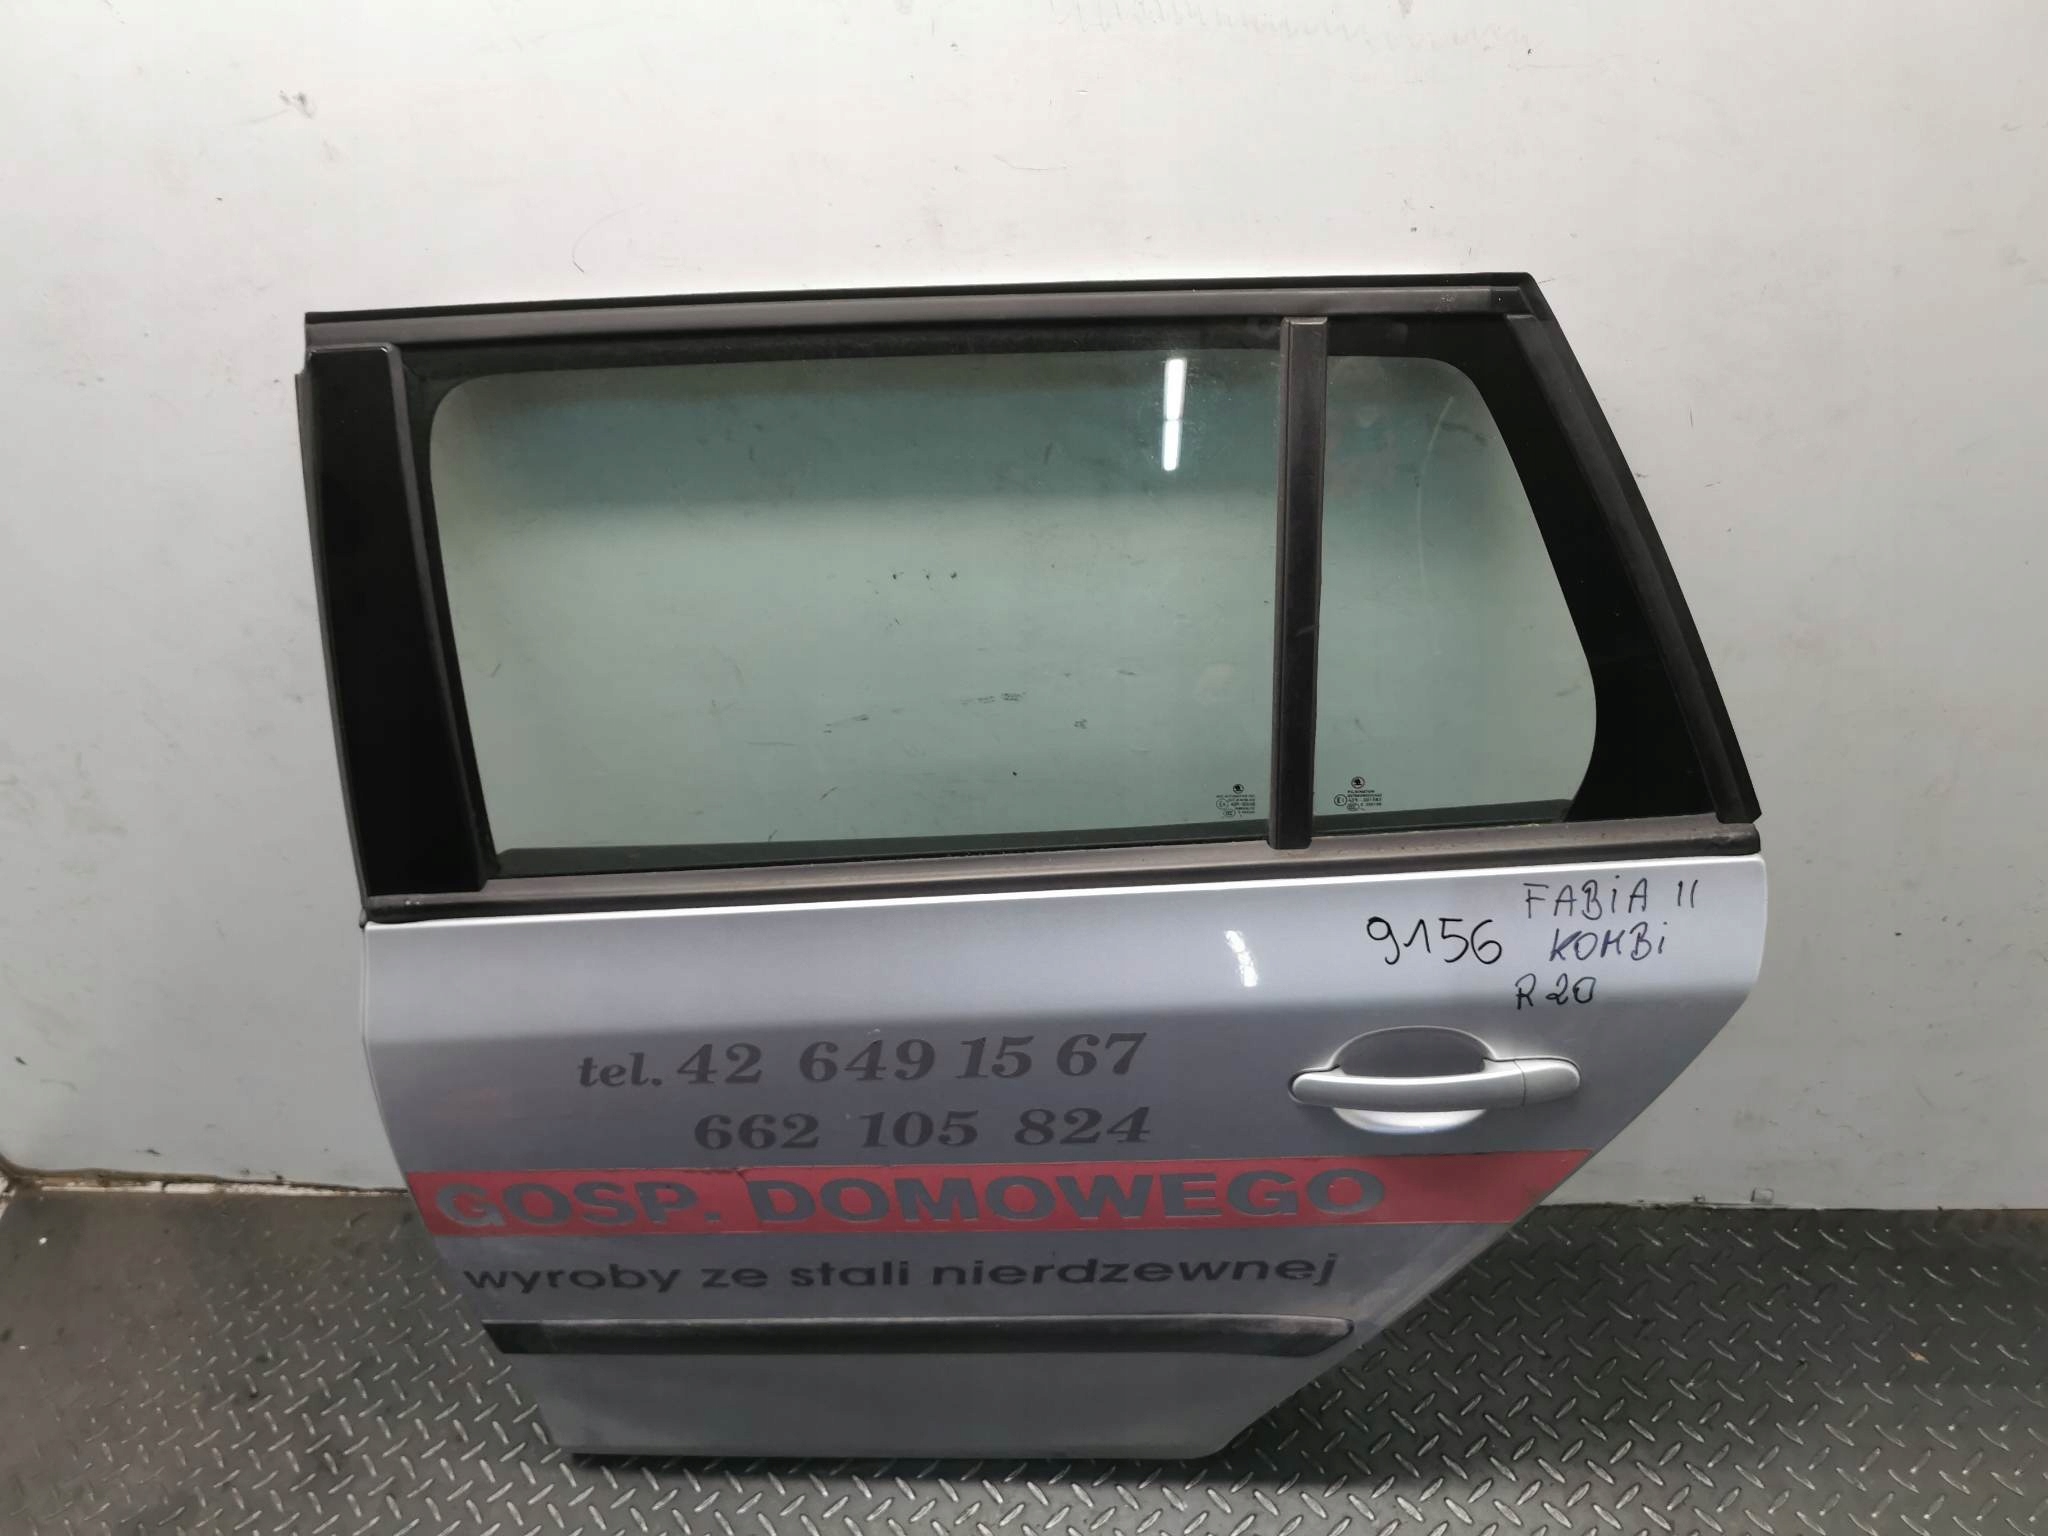 FABiA II
9156 KOMBi
R20
tel. 42 649 15 67
662 105 824
GOSP. DOMOWEGO
wyroby ze stali nierdzewnej